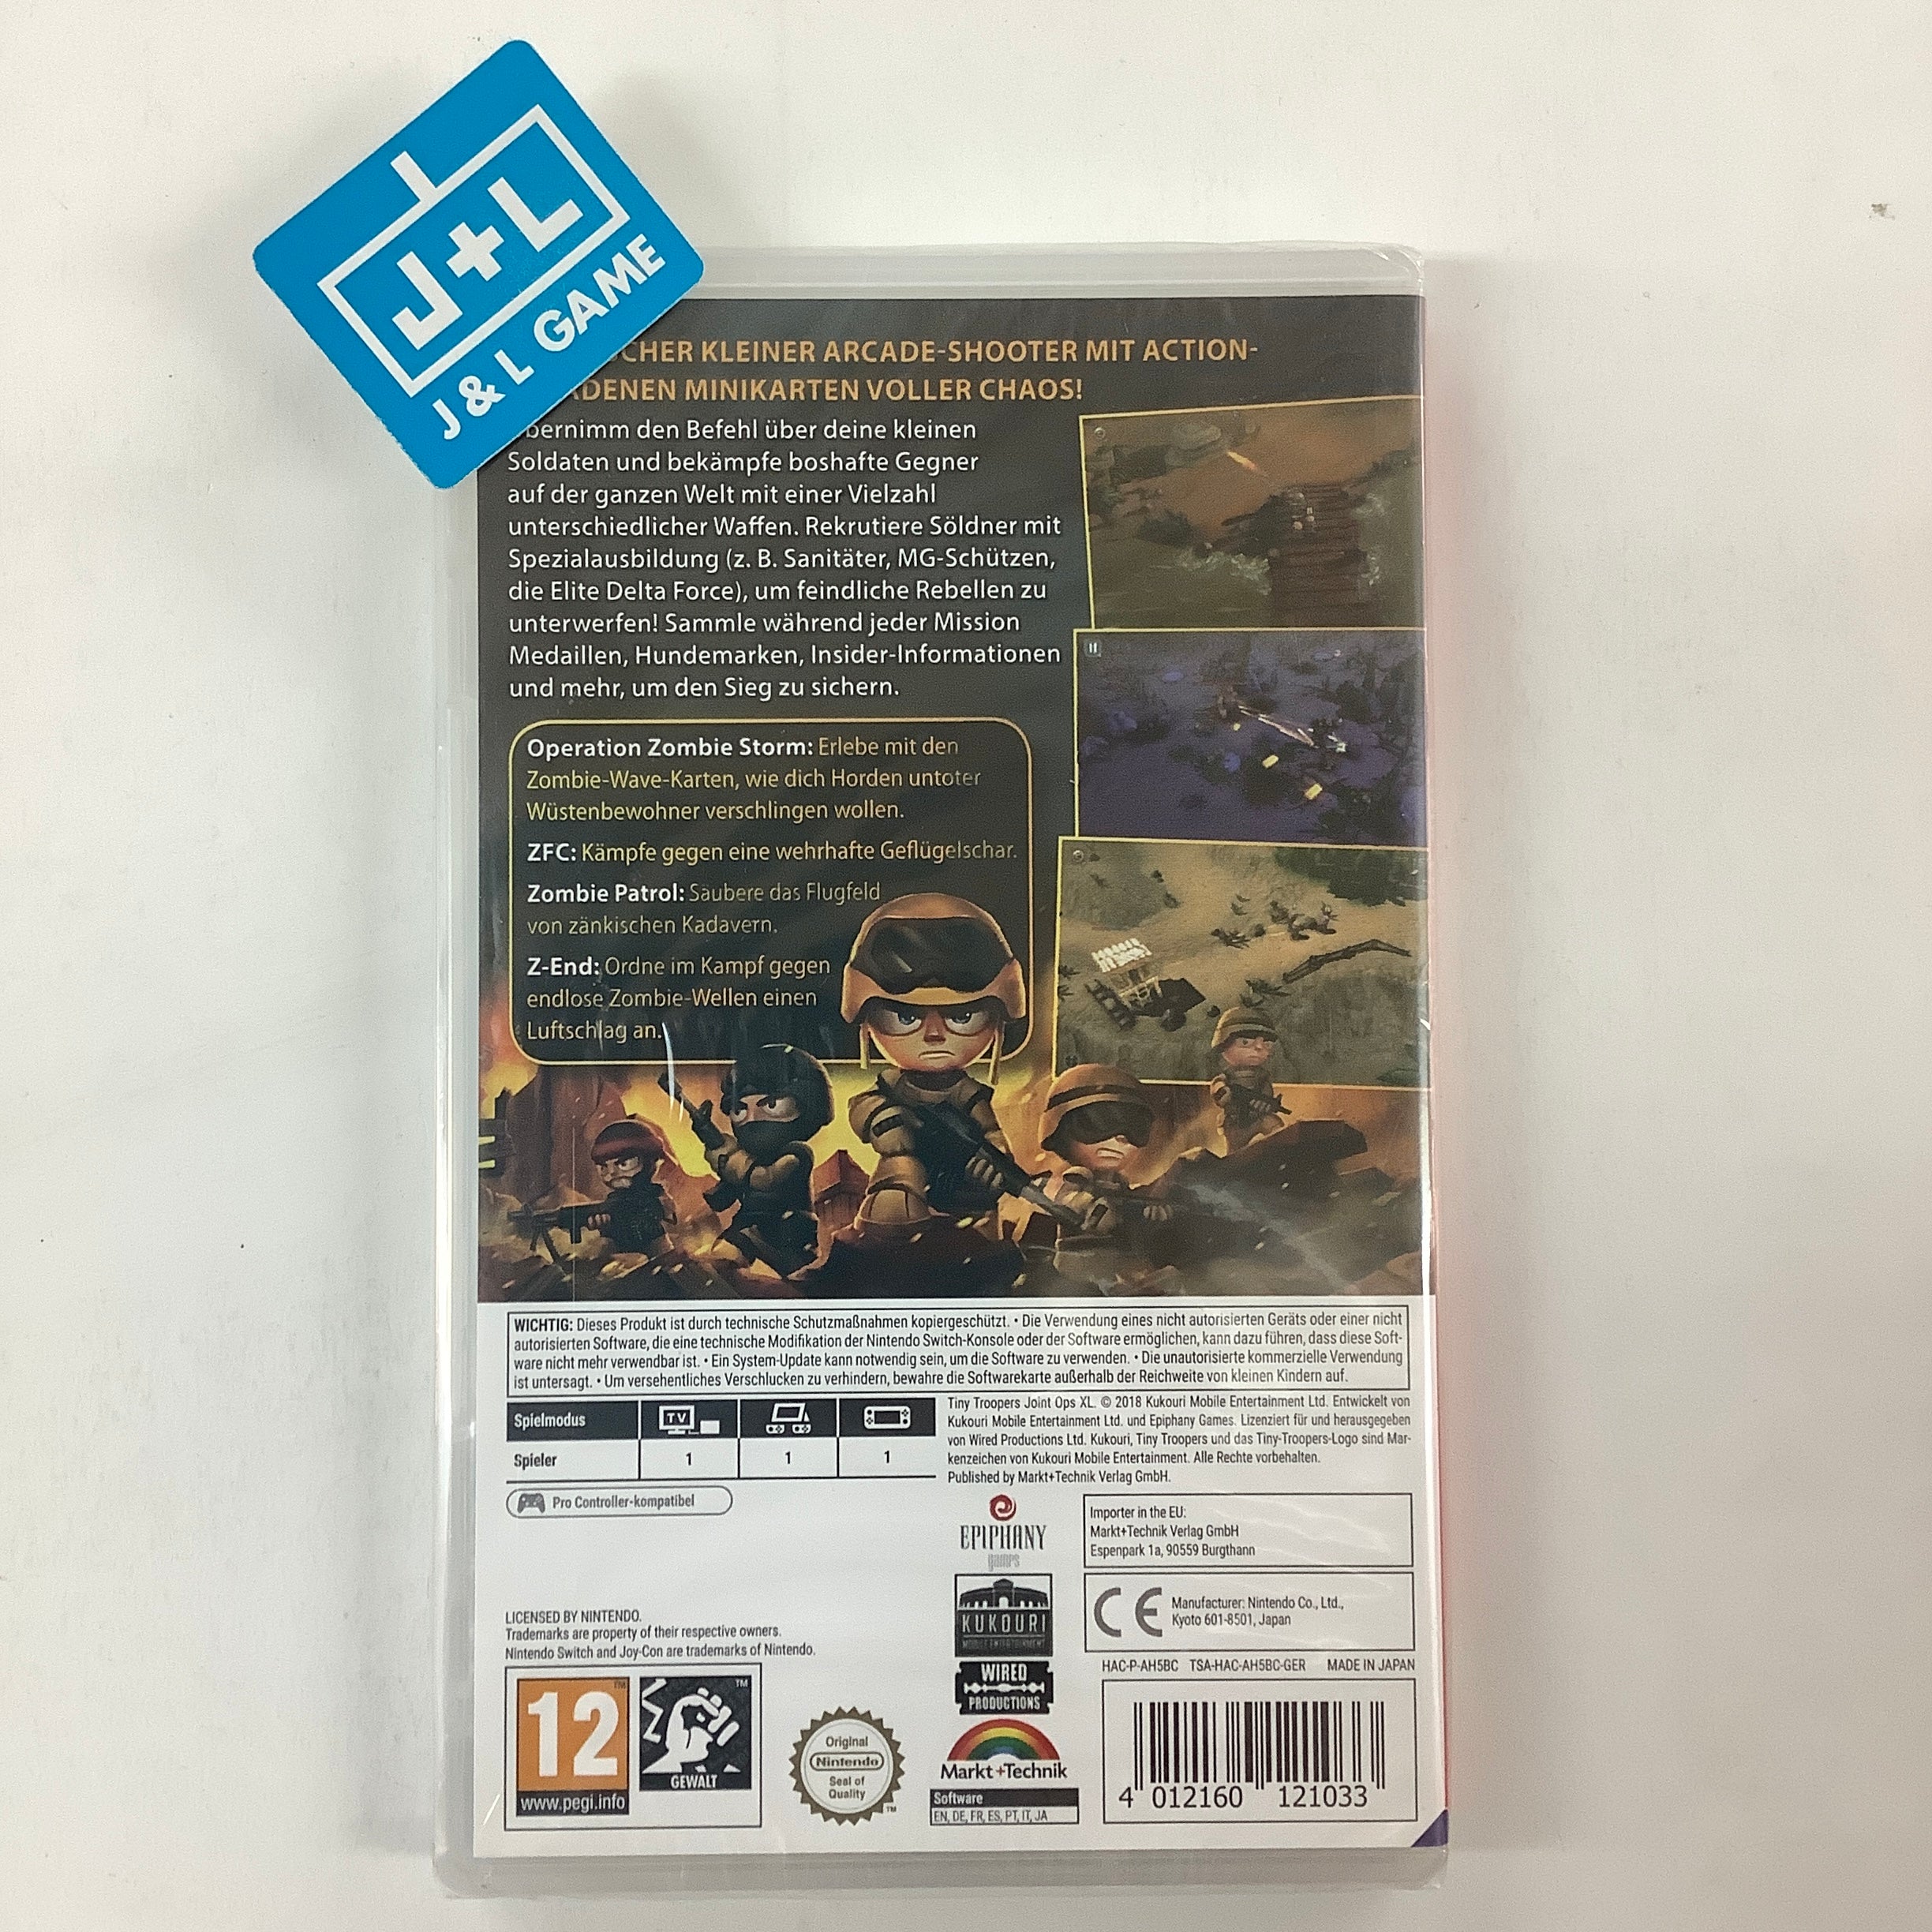 J+L
J & L GAME
KLEINER ARCADE-SHOOTER MIT ACTION-
MINIKARTEN VOLLER CHAOS!
den Befehl über deine kleinen
Soldaten und bekämpfe boshafte Gegner
auf der ganzen Welt mit einer Vielzahl
unterschiedlicher Waffen. Rekrutiere Söldner mit
Spezialausbildung (z. B. Sanitäter, MG-Schützen,
die Elite Delta Force), um feindliche Rebellen zu
unterwerfen! Sammle während jeder Mission
Medaillen, Hundemarken, Insider-Informationen
und mehr, um den Sieg zu sichern.
Operation Zombie Storm: Erlebe mit den
Zombie-Wave-Karten, wie dich Horden untoter
Wüstenbewohner verschlingen wollen.
ZFC: Kämpfe gegen eine wehrhafte Geflügelschar.
Zombie Patrol: Säubere das Flugfeld
von zänkischen Kadavern.
Z-End: Ordne im Kampf gegen
endlose Zombie-Wellen einen
Luftschlag an.
WICHTIG: Dieses Produkt ist durch technische Schutzmaßnahmen kopiergeschützt. • Die Verwendung eines nicht autorisierten Geräts oder einer nicht
autorisierten Software, die eine technische Modifikation der Nintendo Switch-Konsole oder der Software ermöglichen, kann dazu führen, dass diese Soft-
ware nicht mehr verwendbar ist. • Ein System-Update kann notwendig sein, um die Software zu verwenden. • Die unautorisierte kommerzielle Verwendung
ist untersagt. • Um versehentliches Verschlucken zu verhindern, bewahre die Softwarekarte außerhalb der Reichweite von kleinen Kindern auf.
Spielmodus TV
Spieler 1 1 1
Pro Controller-kompatibel
Tiny Troopers Joint Ops XL. © 2018 Kukouri Mobile Entertainment Ltd. Entwickelt von
Kukouri Mobile Entertainment Ltd. und Epiphany Games. Lizenziert für und herausgegeben
von Wired Productions Ltd. Kukouri, Tiny Troopers und das Tiny-Troopers-Logo sind Mar-
kenzeichen von Kukouri Mobile Entertainment. Alle Rechte vorbehalten.
Published by Markt+Technik Verlag GmbH.
EPIPHANY
games
KUKOURI
MOBILE ENTERTAINMENT
WIRED
PRODUCTIONS
Markt+Technik
Software
EN, DE, FR, ES, PT, IT, JA
Importer in the EU:
Markt+Technik Verlag GmbH
Espenpark 1a, 90559 Burgthann
CE
Manufacturer: Nintendo Co., Ltd.,
Kyoto 601-8501, Japan
HAC-P-AH5BC TSA-HAC-AH5BC-GER MADE IN JAPAN
4 012160 121033
LICENSED BY NINTENDO.
Trademarks are property of their respective owners.
Nintendo Switch and Joy-Con are trademarks of Nintendo.
12
www.pegi.info
GEWALT
TM
Original
Nintendo
Seal of
Quality
TM